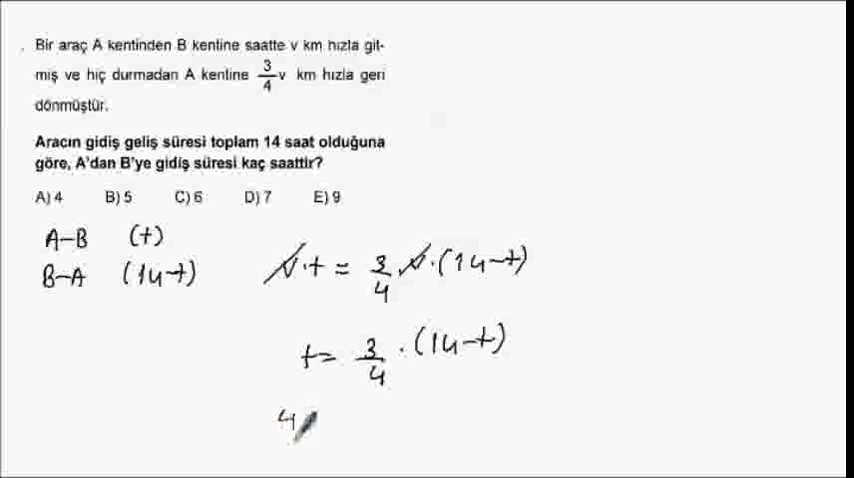 Bir araç A kentinden B kentine saatte v km hızla git-
miş ve hiç durmadan A kentine 3/4 v km hızla geri
dönmüştür.
Aracın gidiş geliş süresi toplam 14 saat olduğuna
göre, A'dan B'ye gidiş süresi kaç saattir?
A) 4 B) 5 C) 6 D) 7 E) 9
A-B (t)
B-A (14-t)
v.t = 3/4 v.(14-t)
t = 3/4 . (14-t)
4